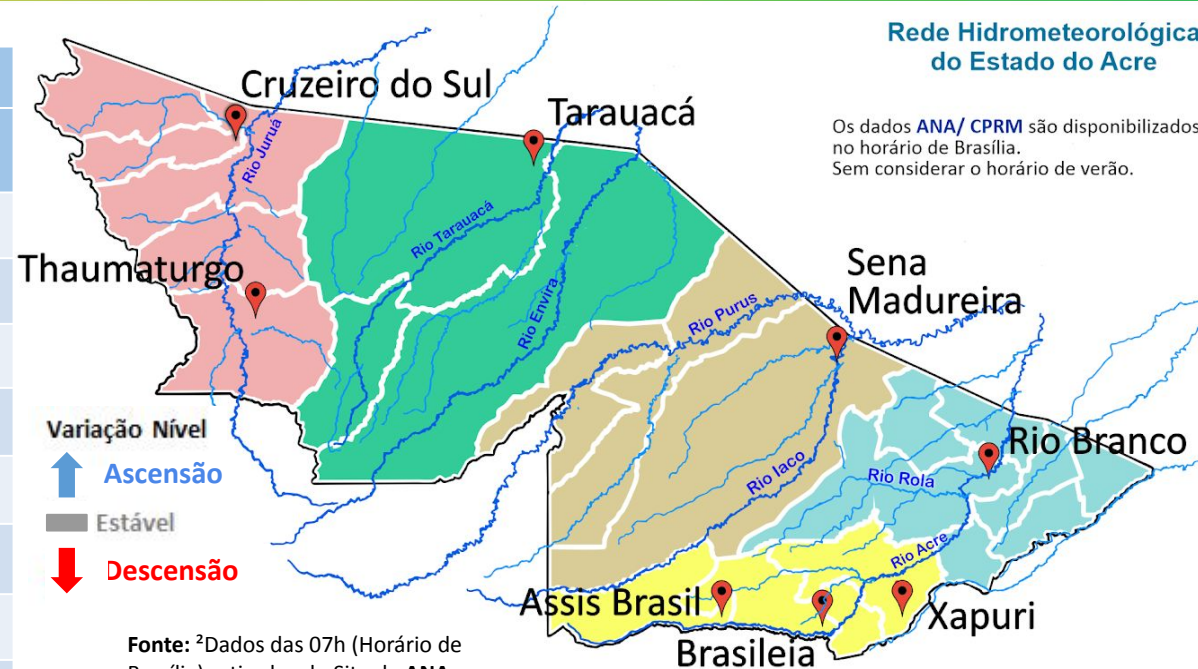 Rede Hidrometeorológica
do Estado do Acre
Os dados ANA/ CPRM são disponibilizados
no horário de Brasília.
Sem considerar o horário de verão.
Cruzeiro do Sul
Tarauacá
Rio Juruá
Rio Tarauacá
Thaumaturgo
Rio Envira
Sena
Madureira
Rio Purus
Variação Nível
Ascensão
Estável
Descensão
Rio Branco
Rio Iaco
Rio Rola
Rio Acre
Assis Brasil
Xapuri
Brasileia
Fonte: ²Dados das 07h (Horário de